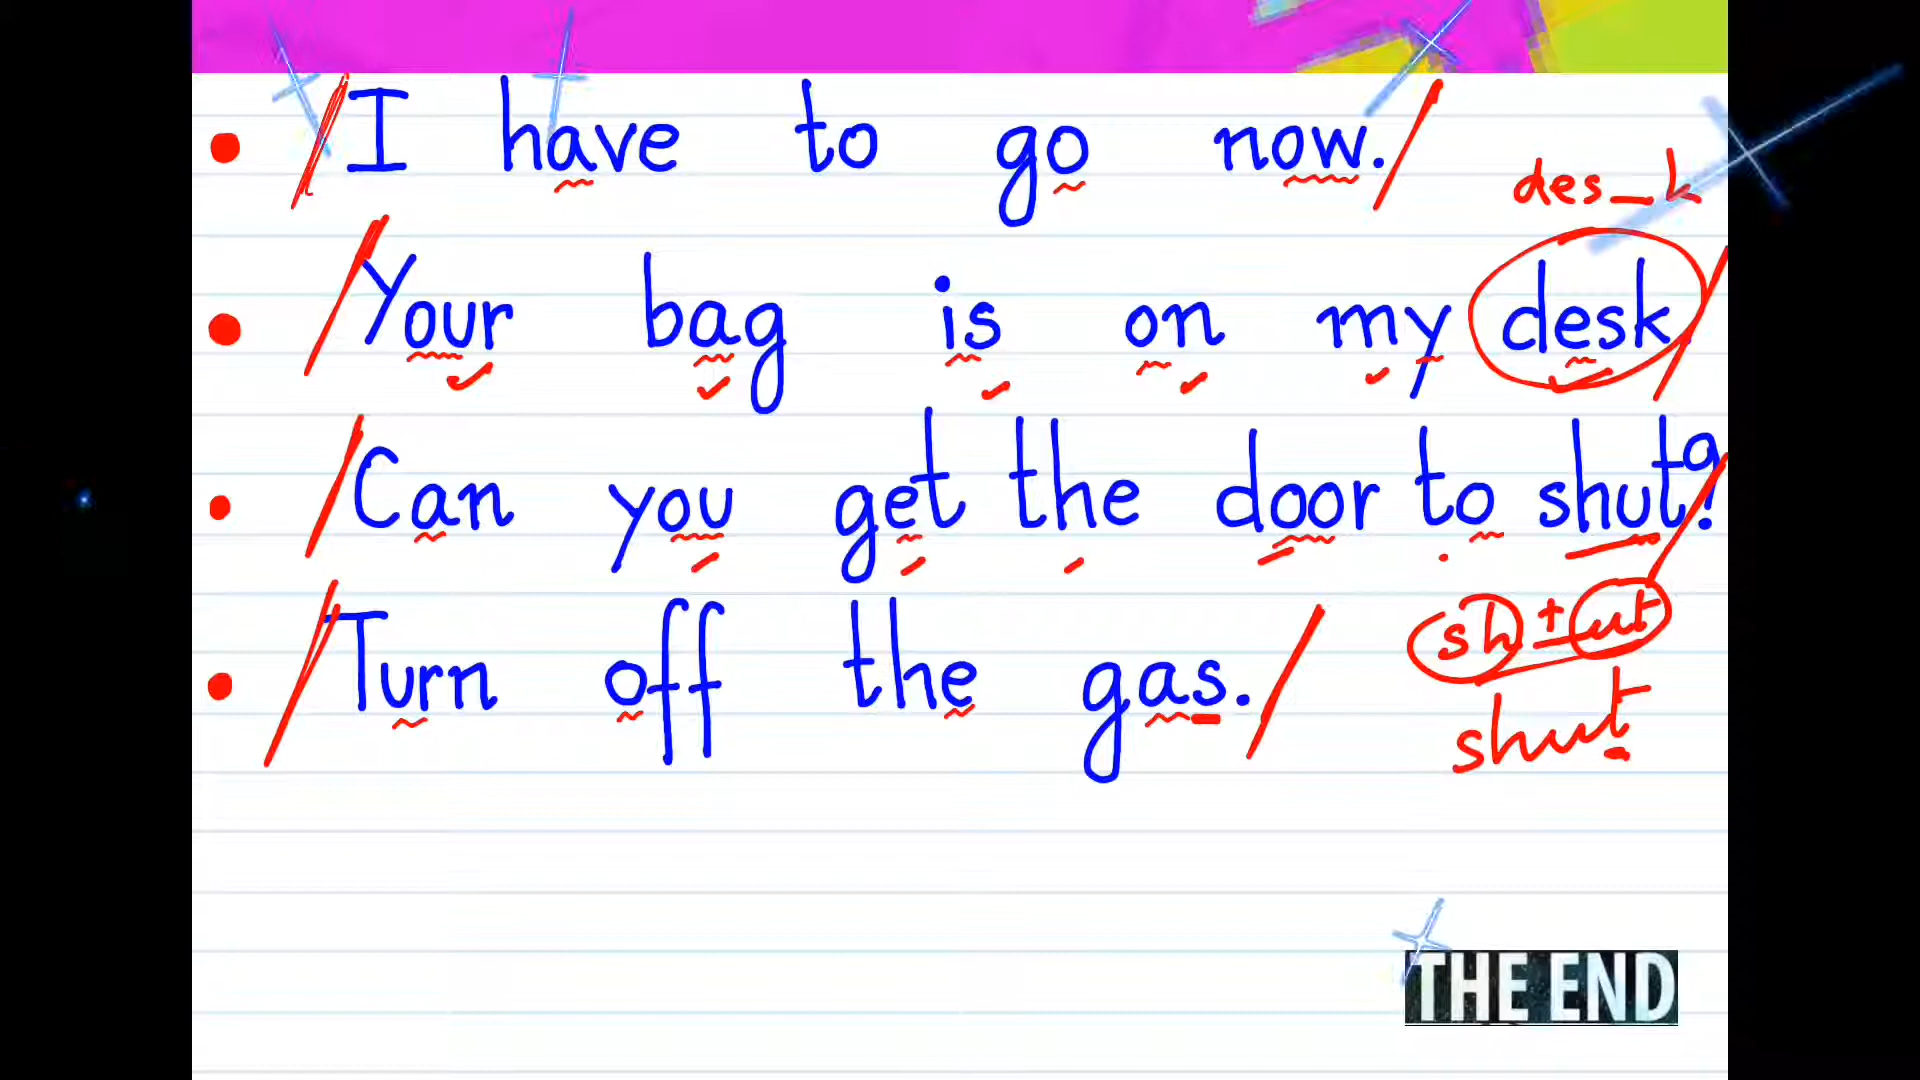 I have to go now.
des_k
Your bag is on my desk
Can you get the door to shut?
sh + ut
Turn off the gas.
shut
THE END